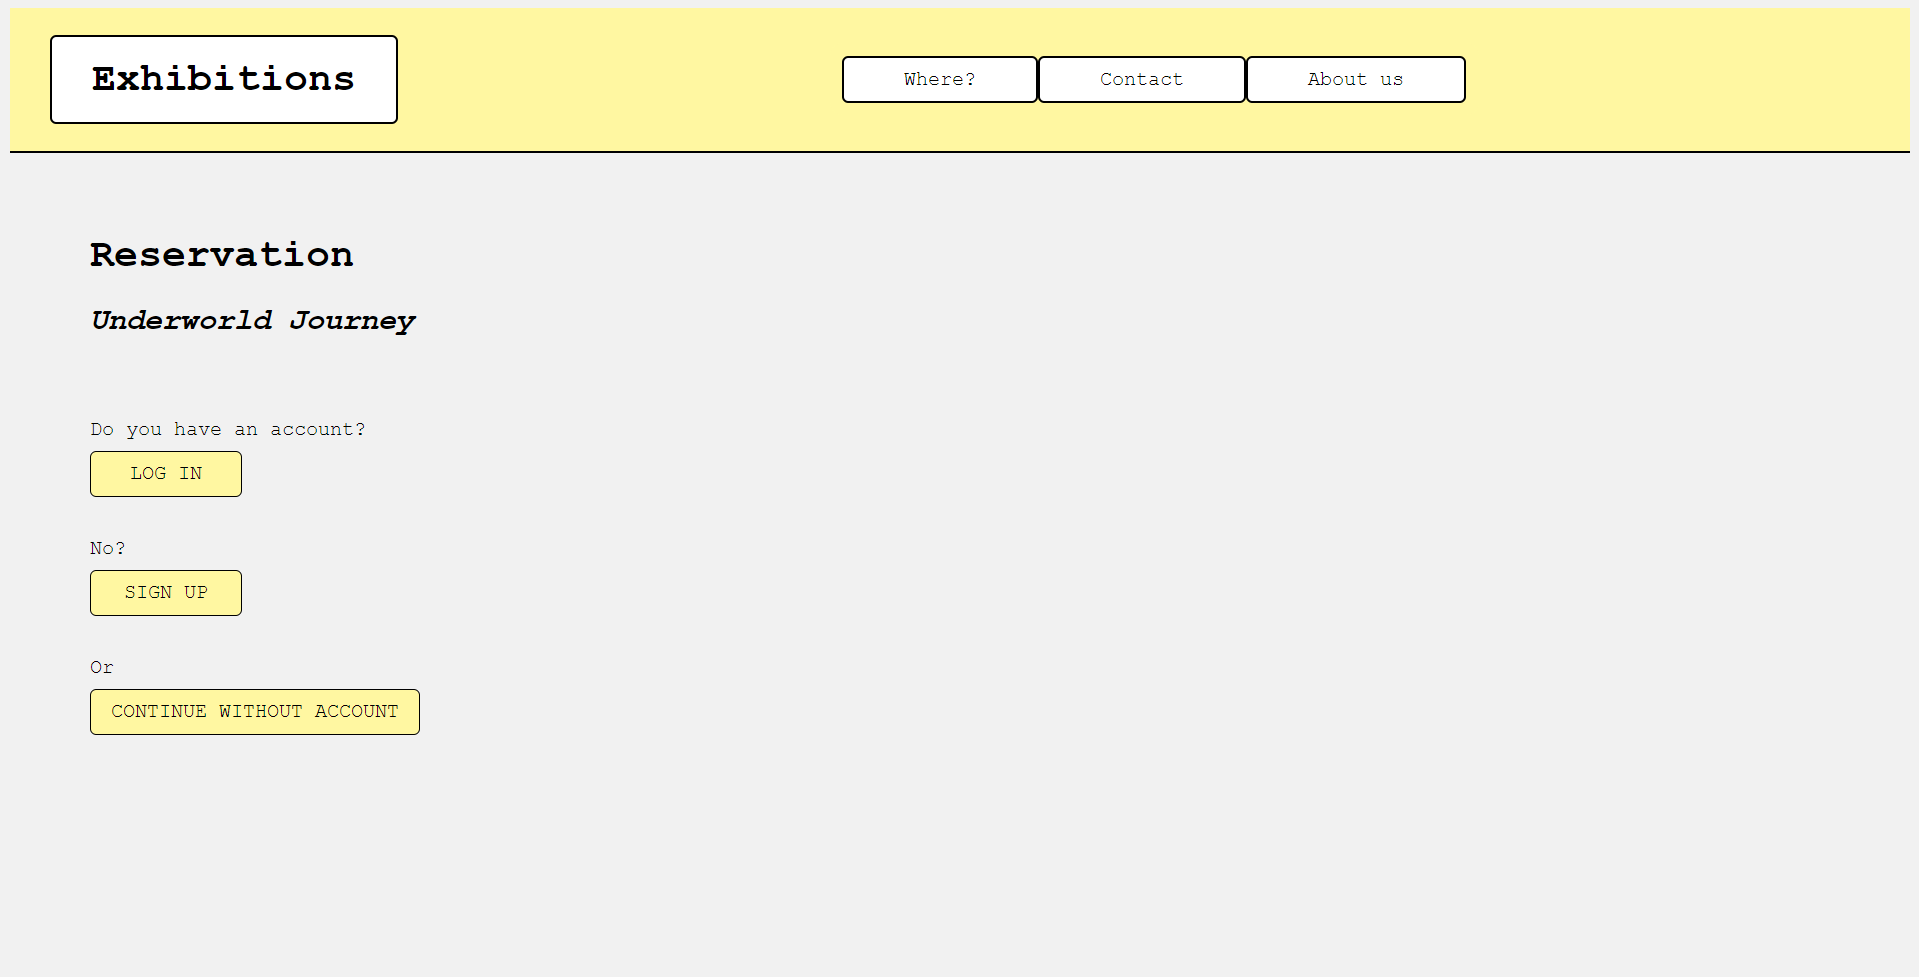 Exhibitions
Where? Contact About us
Reservation
Underworld Journey
Do you have an account?
LOG IN
No?
SIGN UP
Or
CONTINUE WITHOUT ACCOUNT